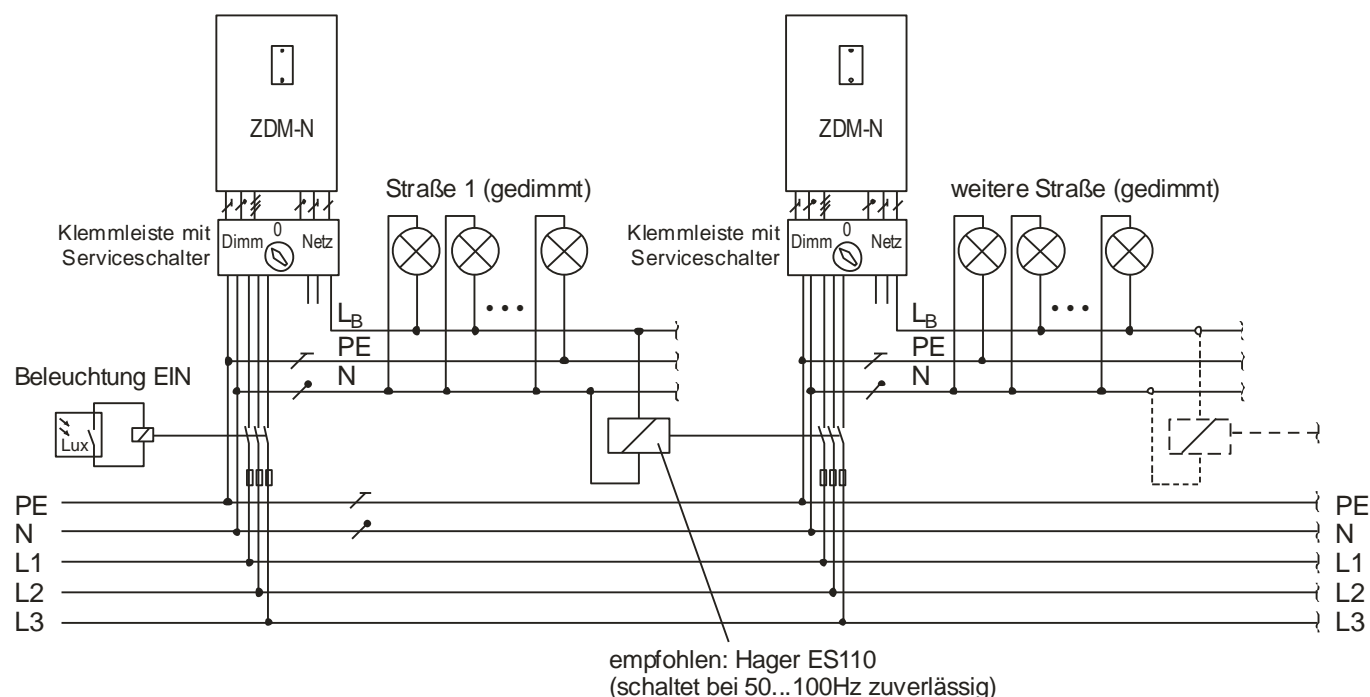 ZDM-N
ZDM-N
Straße 1 (gedimmt)
weitere Straße (gedimmt)
Klemmleiste mit
Serviceschalter
Dimm 0 Netz
Klemmleiste mit
Serviceschalter
Dimm 0 Netz
LB
PE
N
LB
PE
N
Beleuchtung EIN
Lux
PE
N
L1
L2
L3
PE
N
L1
L2
L3
empfohlen: Hager ES110
(schaltet bei 50...100Hz zuverlässig)